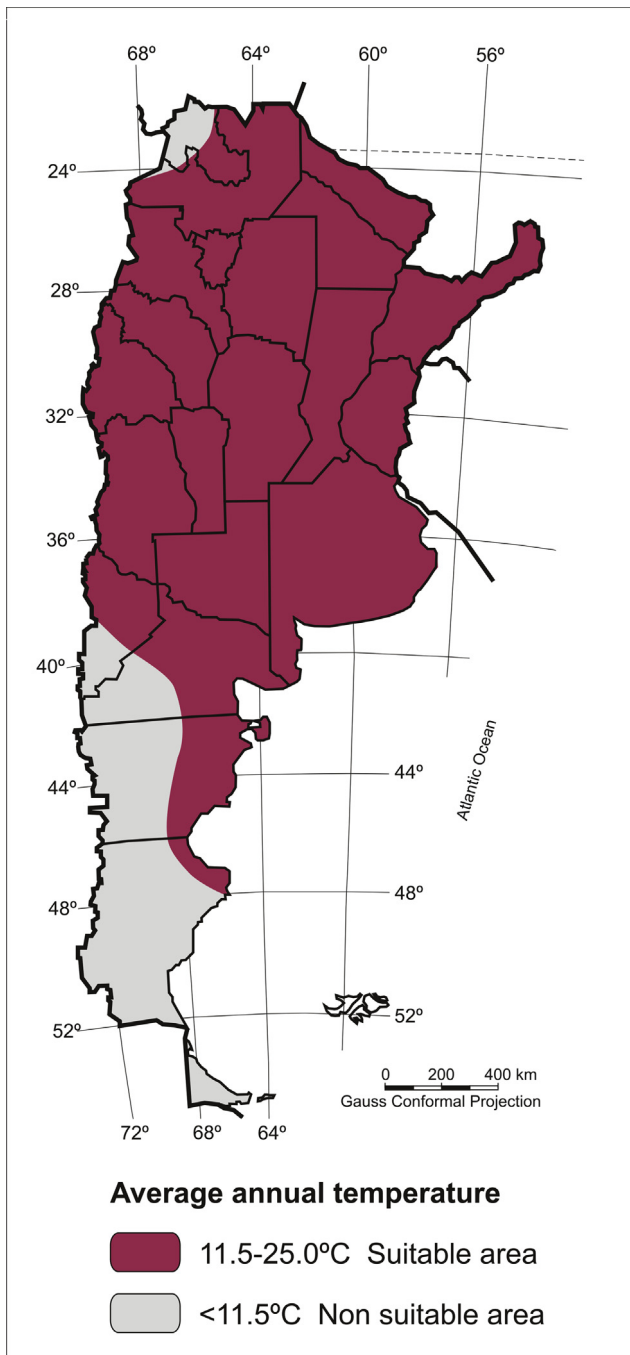 68º 64º 60º 56º
24º
28º
32º
36º
40º
Atlantic Ocean
44º 44º
48º
48º
52º
52º
0 200 400 km
Gauss Conformal Projection
72º 68º 64º
Average annual temperature
11.5-25.0ºC Suitable area
<11.5ºC Non suitable area